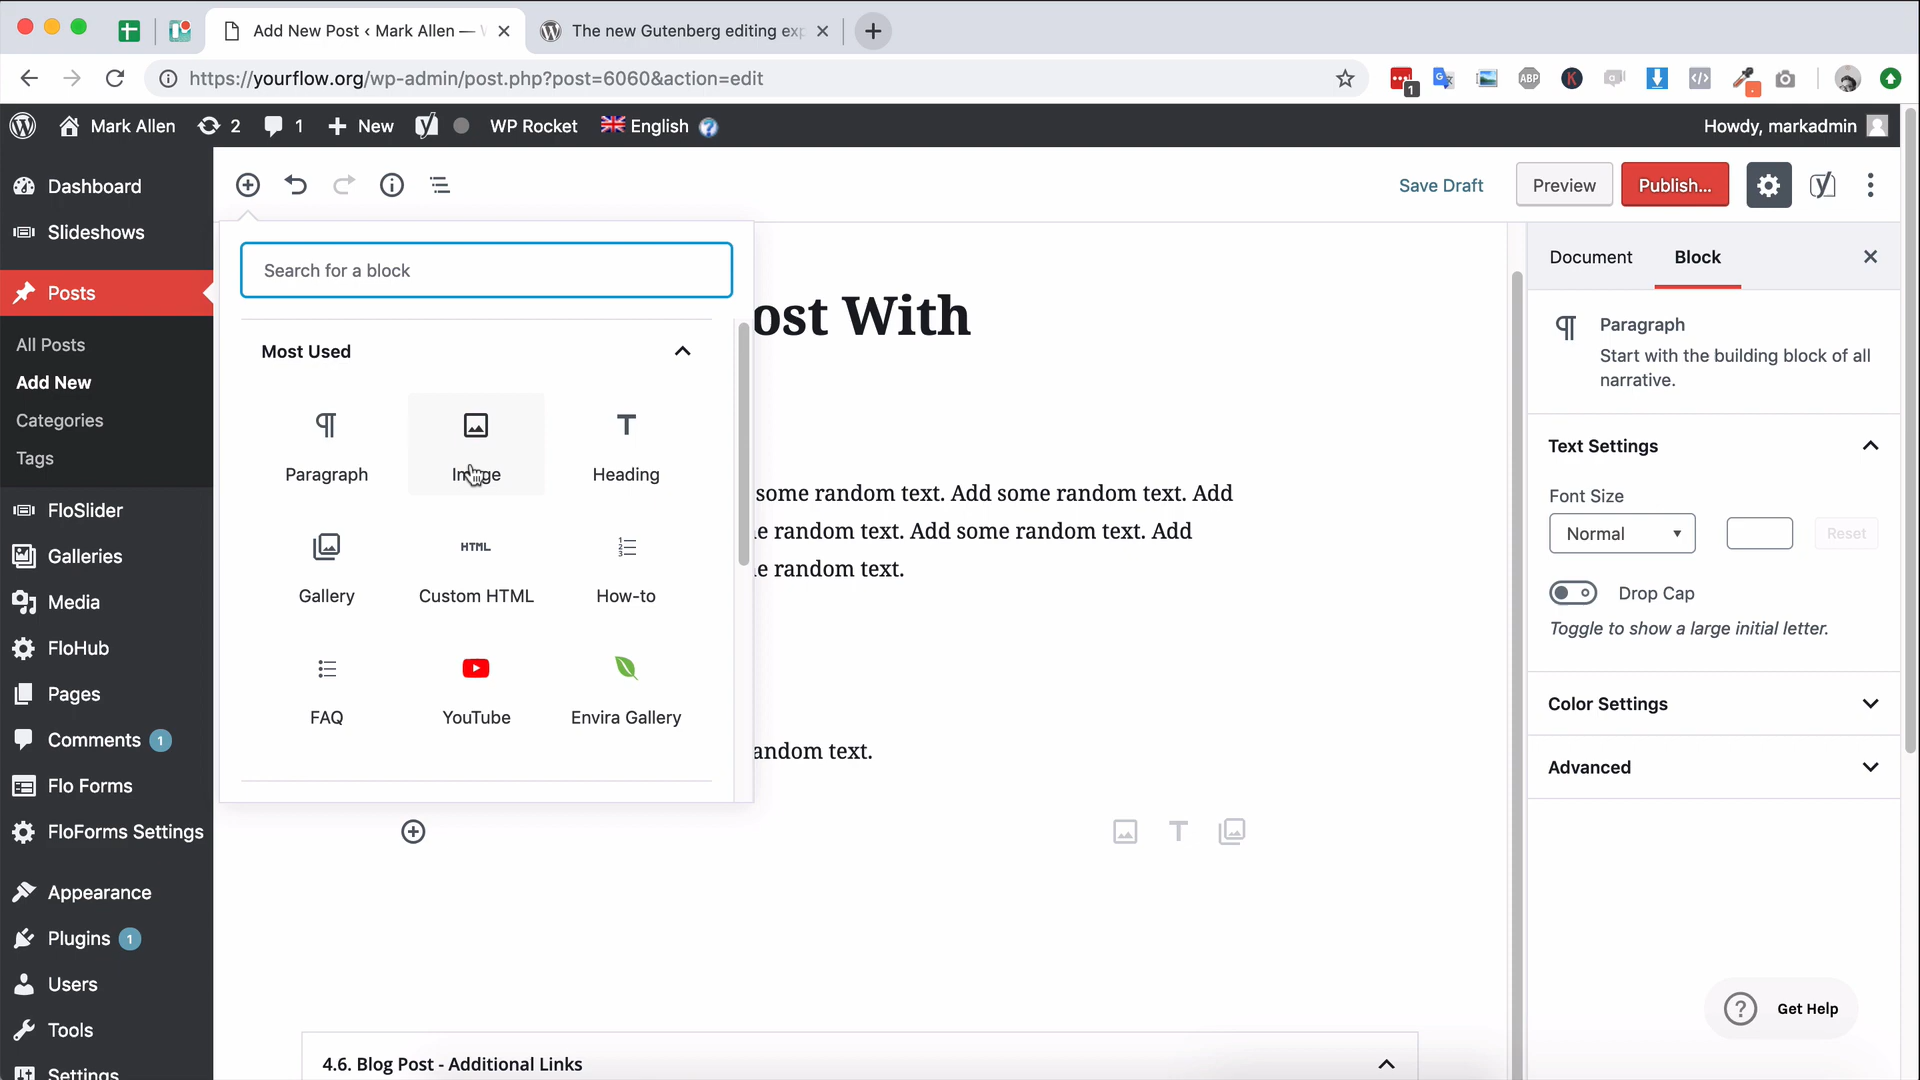 Add New Post ‹ Mark Allen —
The new Gutenberg editing exp
https://yourflow.org/wp-admin/post.php?post=6060&action=edit
1
ABP
K
Mark Allen
2
1
New
WP Rocket
English
?
Howdy, markadmin
Dashboard
Slideshows
Posts
All Posts
Add New
Categories
Tags
FloSlider
Galleries
Media
FloHub
Pages
Comments 1
Flo Forms
FloForms Settings
Appearance
Plugins 1
Users
Tools
Settings
Save Draft
Preview
Publish...
Search for a block
Most Used
Paragraph
Image
Heading
HTML
Gallery
Custom HTML
How-to
FAQ
YouTube
Envira Gallery
ost With
some random text. Add some random text. Add
e random text. Add some random text. Add
e random text.
andom text.
4.6. Blog Post - Additional Links
Document
Block
Paragraph
Start with the building block of all
narrative.
Text Settings
Font Size
Normal
Reset
Drop Cap
Toggle to show a large initial letter.
Color Settings
Advanced
? Get Help